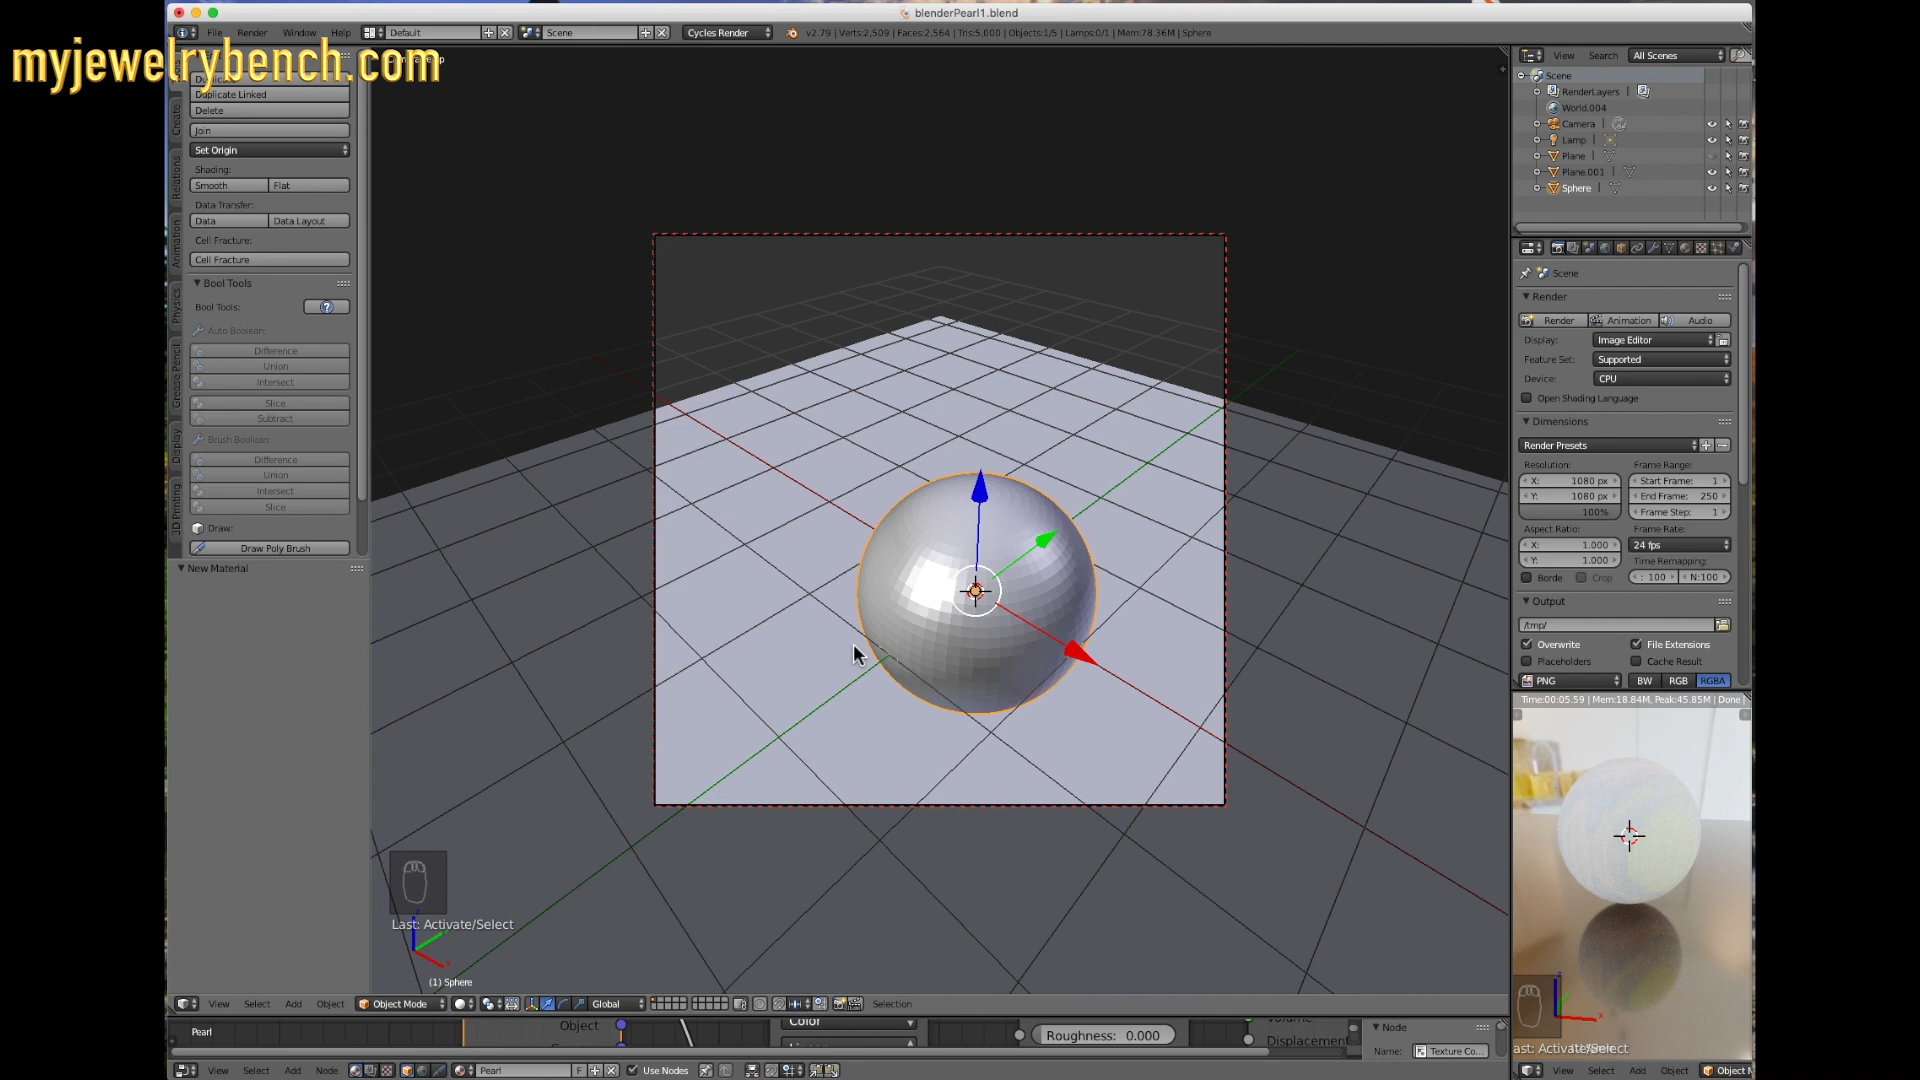 blenderPearl1.blend
File Render Window Help Default Scene Cycles Render v2.79 | Verts:2,509 | Faces:2,564 | Tris:5,000 | Objects:1/5 | Lamps:0/1 | Mem:78.36M | Sphere
myjewelrybench.com
Duplicate Linked
Delete
Join
Set Origin
Shading:
Smooth Flat
Data Transfer:
Data Data Layout
Cell Fracture:
Cell Fracture
Bool Tools
Bool Tools:
Auto Boolean:
Difference
Union
Intersect
Slice
Subtract
Brush Boolean:
Difference
Union
Intersect
Slice
Draw:
Draw Poly Brush
New Material
Create
Relations
Animation
Physics
Grease Pencil
Display
3D Printing
Last: Activate/Select
(1) Sphere
View Select Add Object Object Mode Global Selection
Pearl Object Color Roughness: 0.000 Displacement Node
Name: Texture Co...
View Select Add Node Pearl F Use Nodes
View Search All Scenes
Scene
RenderLayers
World.004
Camera
Lamp
Plane
Plane.001
Sphere
Scene
Render
Render Animation Audio
Display: Image Editor
Feature Set: Supported
Device: CPU
Open Shading Language
Dimensions
Render Presets
Resolution: Frame Range:
X: 1080 px Start Frame: 1
Y: 1080 px End Frame: 250
100% Frame Step: 1
Aspect Ratio: Frame Rate:
X: 1.000 24 fps
Y: 1.000 Time Remapping:
Borde Crop : 100 N:100
Output
/tmp/
Overwrite File Extensions
Placeholders Cache Result
PNG BW RGB RGBA
Time:00:05.59 | Mem:18.84M, Peak:45.85M | Done |
View Select Add Object Object M